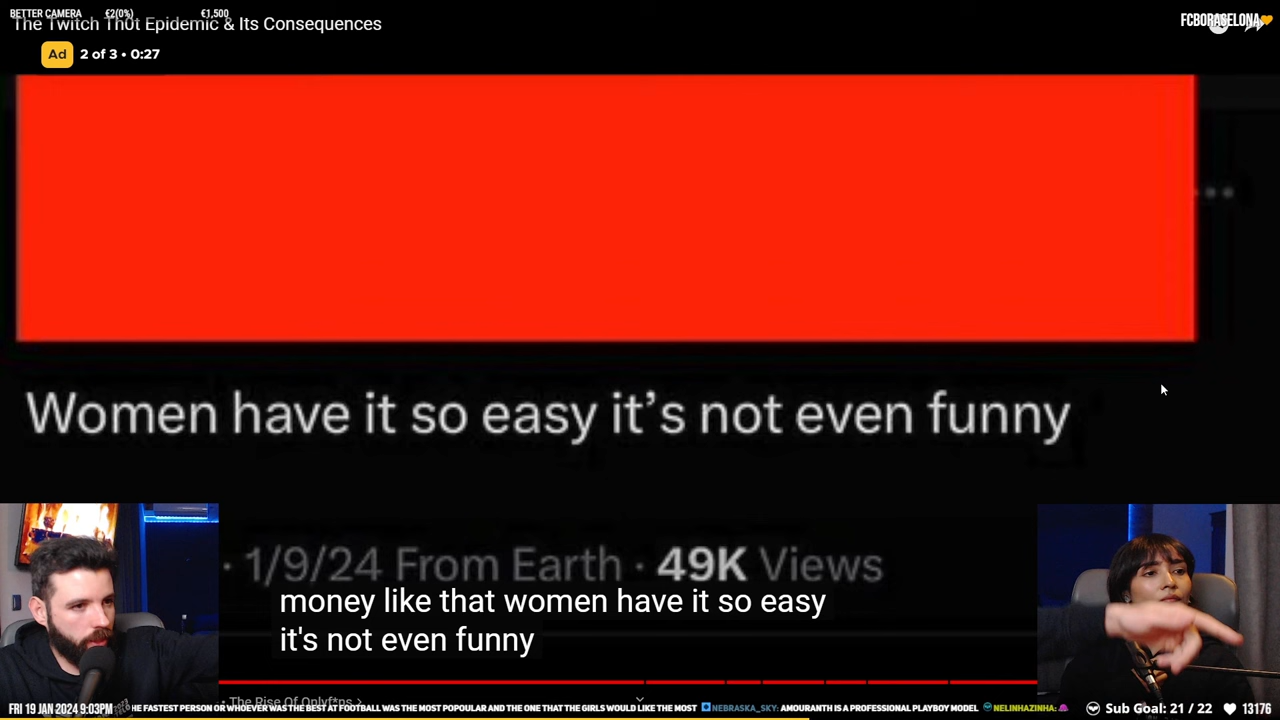 BETTER CAMERA €2(0%) €1,500
The Twitch Th0t Epidemic & Its Consequences
FCBORASELONA🧡
Ad 2 of 3 • 0:27
Women have it so easy it’s not even funny
· 1/9/24 From Earth · 49K Views
money like that women have it so easy
it's not even funny
• The Rise Of Onlyf*ns >
FRI 19 JAN 2024 9:03PM
HE FASTEST PERSON OR WHOEVER WAS THE BEST AT FOOTBALL WAS THE MOST POPOULAR AND THE ONE THAT THE GIRLS WOULD LIKE THE MOST NEBRASKA_SKY: AMOURANTH IS A PROFESSIONAL PLAYBOY MODEL NELINHAZINHA:
Sub Goal: 21 / 22 13176